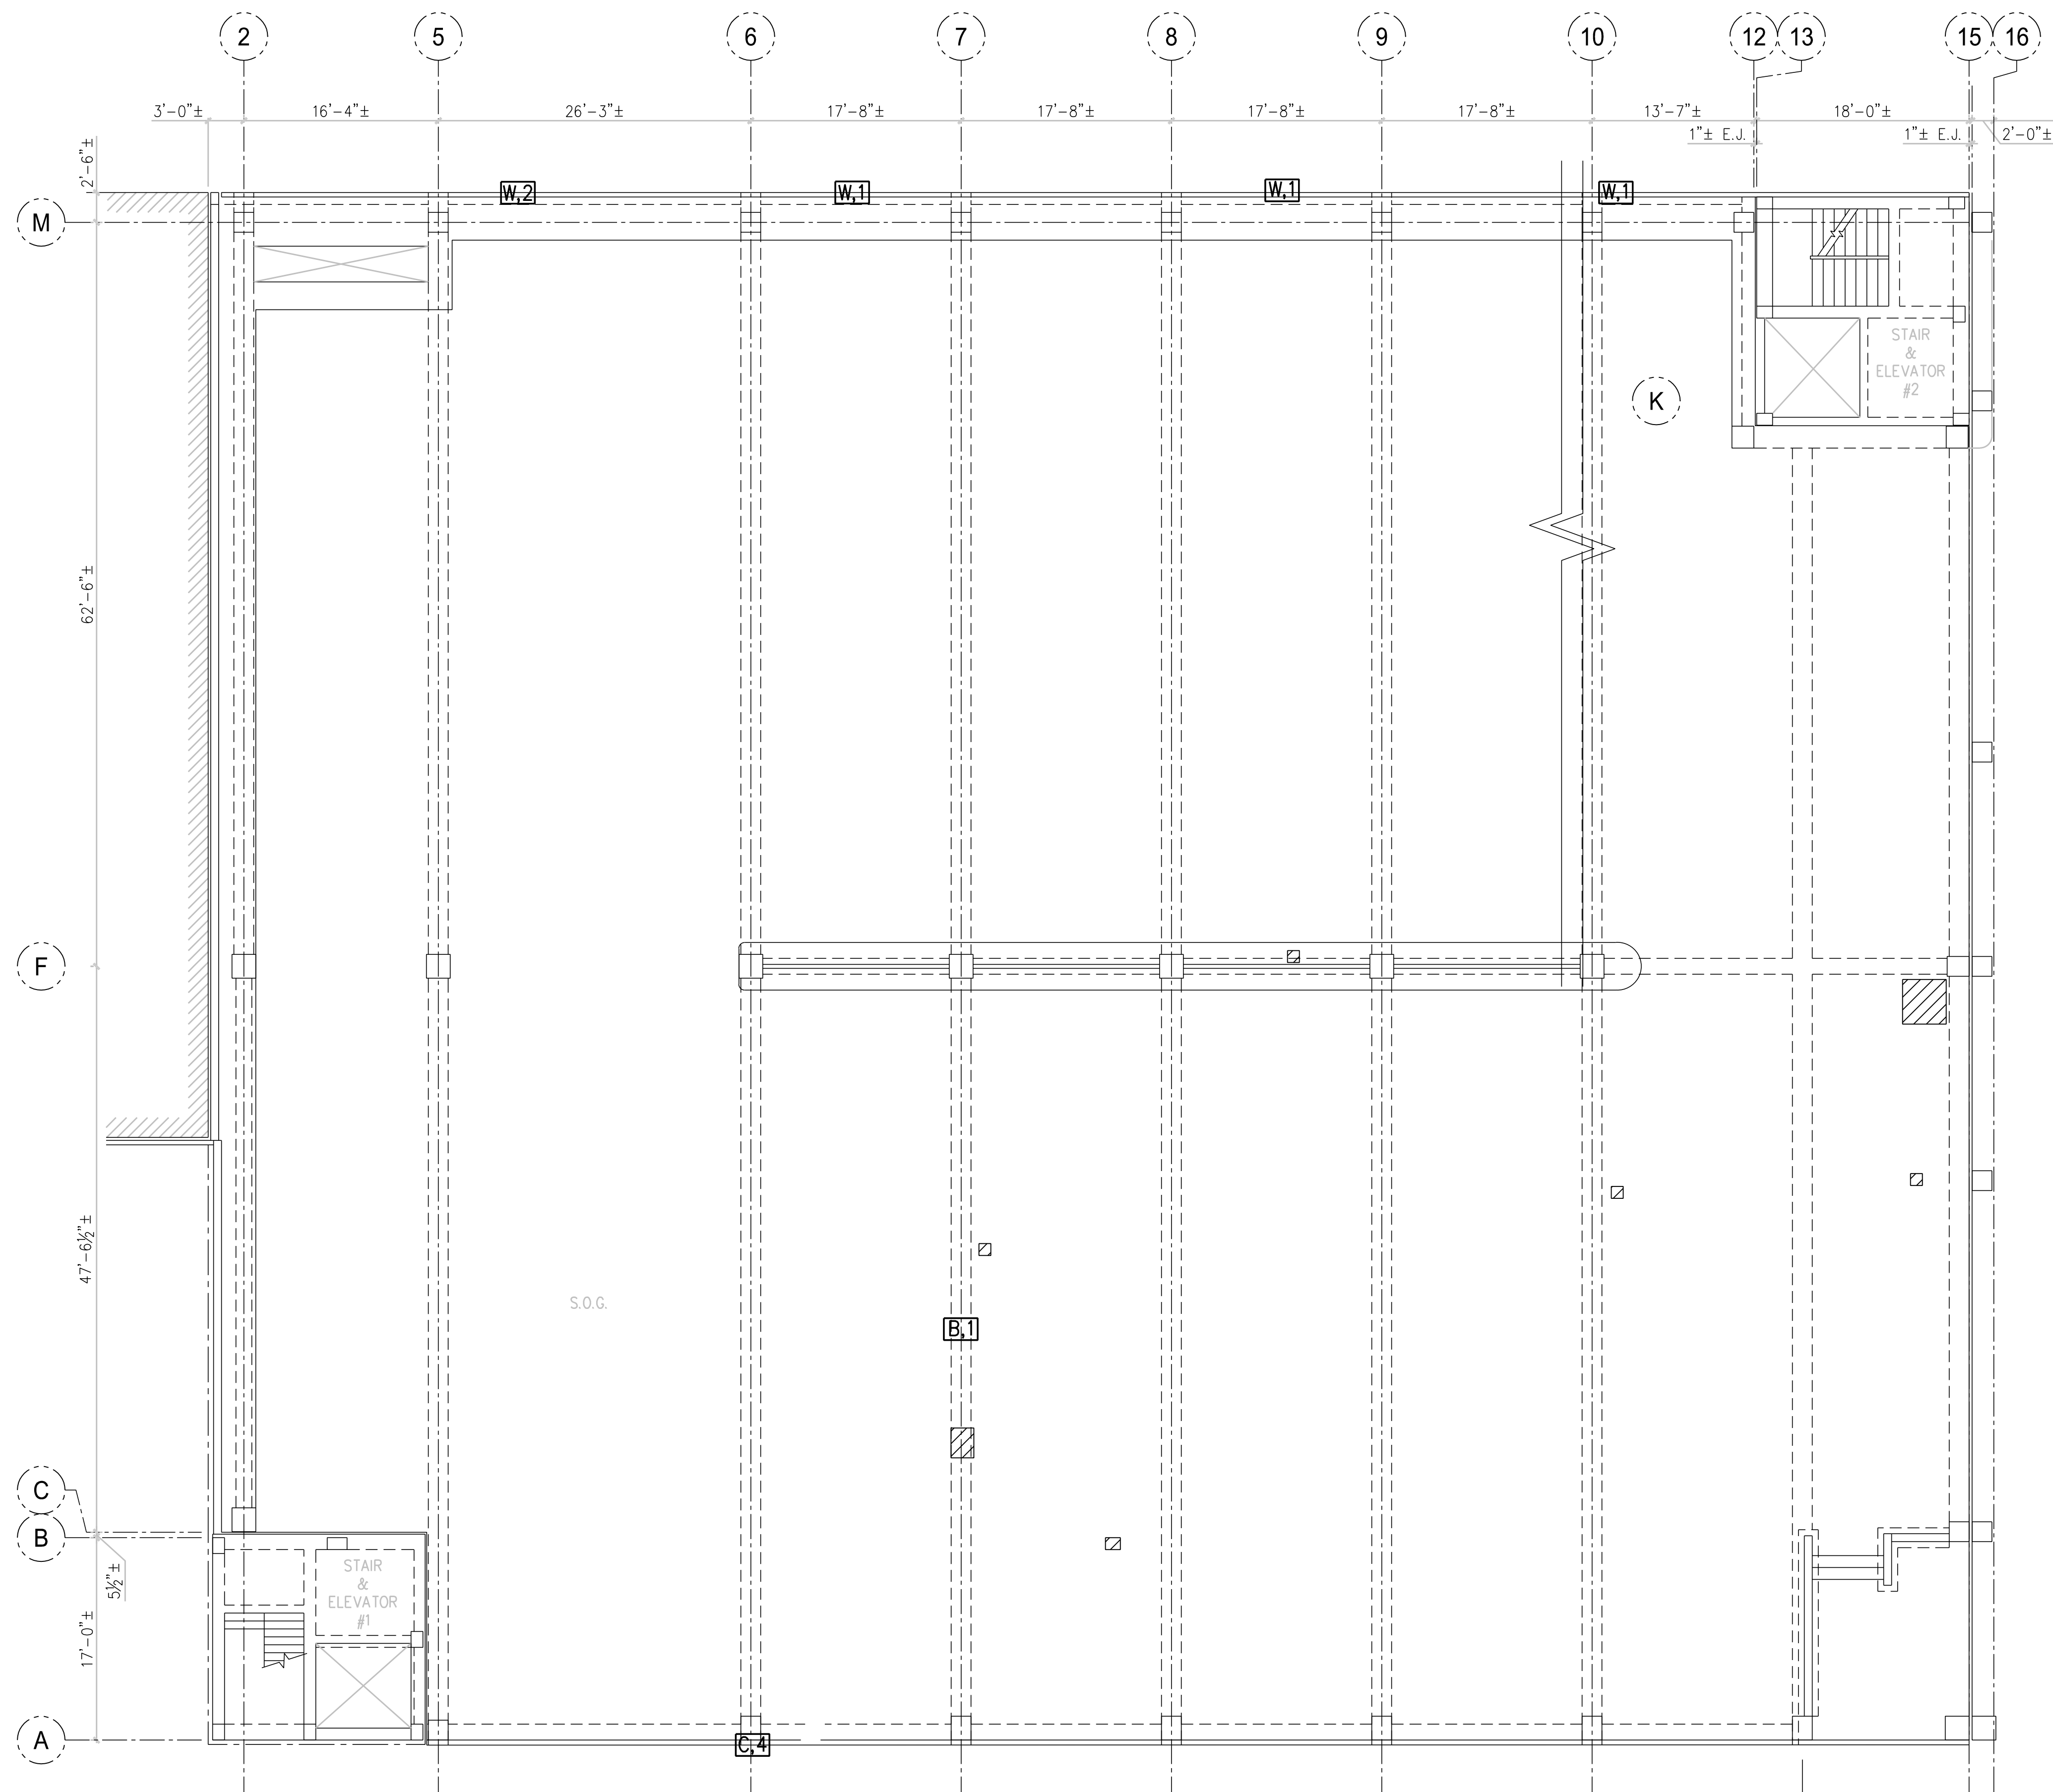 2 5 6 7 8 9 10 12 13 15 16
3'-0"± 16'-4"± 26'-3"± 17'-8"± 17'-8"± 17'-8"± 17'-8"± 13'-7"± 18'-0"±
1"± E.J. 1"± E.J. 2'-0"±
2'-6"±
W,2 W,1 W,1 W,1
M
STAIR
&
ELEVATOR
#2
K
62'-6"±
F
47'-6½"±
S.O.G.
B,1
C
B
5½"±
STAIR
&
ELEVATOR
#1
17'-0"±
A
C,4